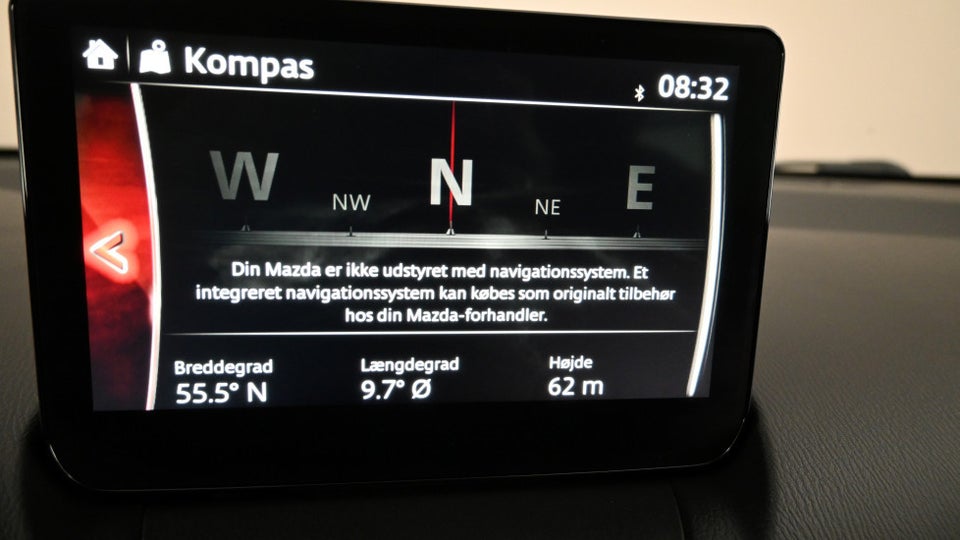 Kompas
08:32
W NW N NE E
Din Mazda er ikke udstyret med navigationssystem. Et
integreret navigationssystem kan købes som originalt tilbehør
hos din Mazda-forhandler.
Breddegrad Længdegrad Højde
55.5° N 9.7° Ø 62 m